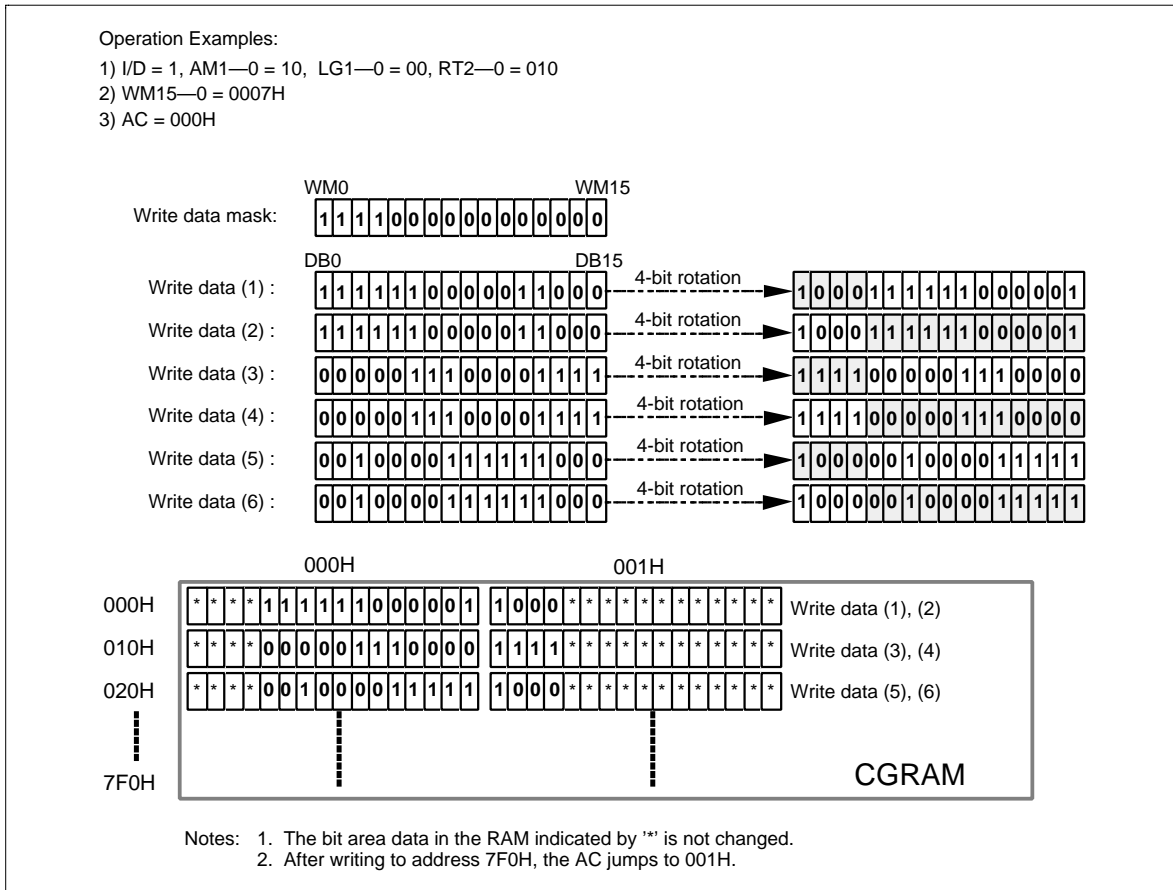 Operation Examples:
1) I/D = 1, AM1—0 = 10, LG1—0 = 00, RT2—0 = 010
2) WM15—0 = 0007H
3) AC = 000H
WM0 WM15
Write data mask: 1 1 1 1 0 0 0 0 0 0 0 0 0 0 0 0
DB0 DB15
Write data (1) : 1 1 1 1 1 1 0 0 0 0 0 1 1 0 0 0 4-bit rotation 1 0 0 0 1 1 1 1 1 1 0 0 0 0 0 1
Write data (2) : 1 1 1 1 1 1 0 0 0 0 0 1 1 0 0 0 4-bit rotation 1 0 0 0 1 1 1 1 1 1 0 0 0 0 0 1
Write data (3) : 0 0 0 0 0 1 1 1 0 0 0 0 1 1 1 1 4-bit rotation 1 1 1 1 0 0 0 0 0 1 1 1 0 0 0 0
Write data (4) : 0 0 0 0 0 1 1 1 0 0 0 0 1 1 1 1 4-bit rotation 1 1 1 1 0 0 0 0 0 1 1 1 0 0 0 0
Write data (5) : 0 0 1 0 0 0 0 1 1 1 1 1 1 0 0 0 4-bit rotation 1 0 0 0 0 0 1 0 0 0 0 1 1 1 1 1
Write data (6) : 0 0 1 0 0 0 0 1 1 1 1 1 1 0 0 0 4-bit rotation 1 0 0 0 0 0 1 0 0 0 0 1 1 1 1 1
000H 001H
000H * * * * 1 1 1 1 1 1 0 0 0 0 0 1 1 0 0 0 * * * * * * * * * * * * Write data (1), (2)
010H * * * * 0 0 0 0 0 1 1 1 0 0 0 0 1 1 1 1 * * * * * * * * * * * * Write data (3), (4)
020H * * * * 0 0 1 0 0 0 0 1 1 1 1 1 1 0 0 0 * * * * * * * * * * * * Write data (5), (6)
7F0H CGRAM
Notes: 1. The bit area data in the RAM indicated by '*' is not changed.
2. After writing to address 7F0H, the AC jumps to 001H.